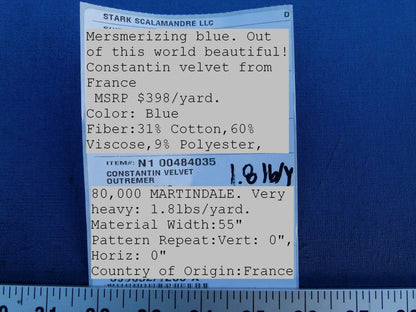 STARK SCALAMANDRE LLC
D
Mersmerizing blue. Out
of this world beautiful!
Constantin velvet from
France
MSRP $398/yard.
Color: Blue
Fiber:31% Cotton,60%
Viscose,9% Polyester,
ITEM#: N1 00484035
CONSTANTIN VELVET
OUTREMER
1.8 lb/y
80,000 MARTINDALE. Very
heavy: 1.8lbs/yard.
Material Width:55"
Pattern Repeat:Vert: 0",
Horiz: 0"
Country of Origin:France